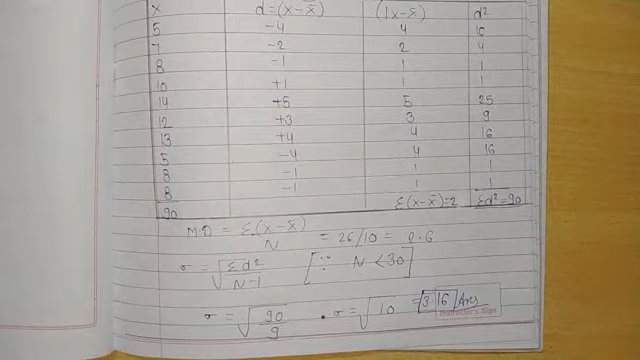 X d = (x - x̄) (|x - x̄|) d²
5 -4 4 16
7 -2 2 4
8 -1 1 1
10 +1 1 1
14 +5 5 25
12 +3 3 9
13 +4 4 16
5 -4 4 16
8 -1 1 1
8 -1 1 1
90 Σ(x - x̄)=2 Σd²=90
M.D = Σ(x - x̄)/N = 26/10 = 2.6
σ = √Σd²/N-1 [∵ N < 30]
σ = √90/9 • σ = √10 = 3.16 Ans
Instructor's Sign